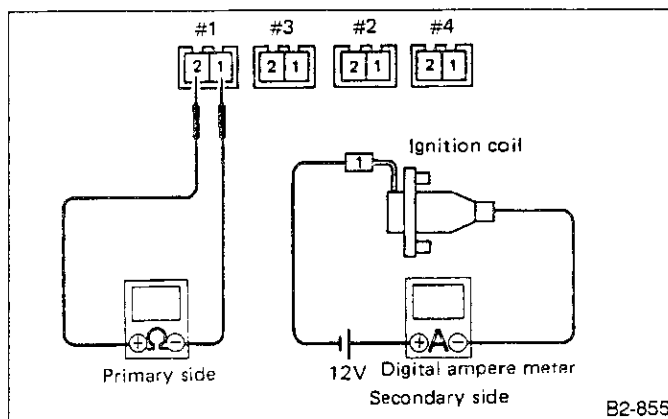 #1 #3 #2 #4
2 1 2 1 2 1 2 1
Ignition coil
1
+ Ω −
Primary side
12V
+ A −
Digital ampere meter
Secondary side
B2-855